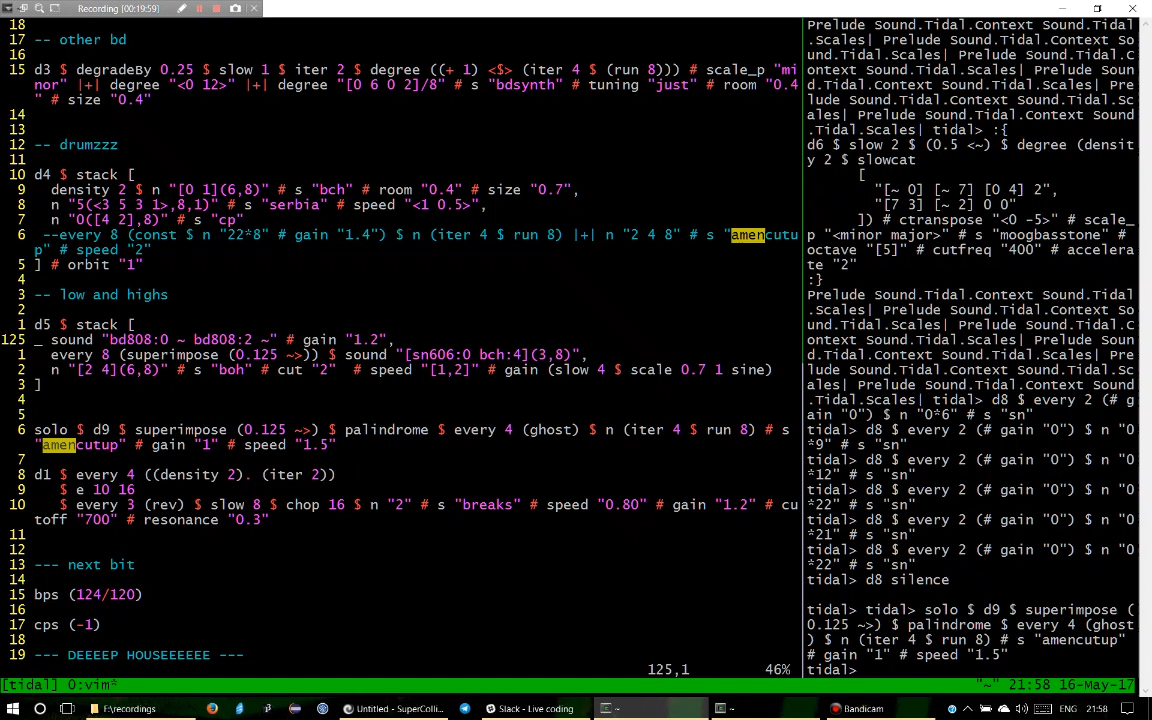 Recording [00:19:59]
18
17 -- other bd
16
15 d3 $ degradeBy 0.25 $ slow 1 $ iter 2 $ degree ((+ 1) <$> (iter 4 $ (run 8))) # scale_p "mi
nor" |+| degree "<0 12>" |+| degree "[0 6 0 2]/8" # s "bdsynth" # tuning "just" # room "0.4
" # size "0.4"
14
13
12 -- drumzzz
11
10 d4 $ stack [
9 density 2 $ n "[0 1](6,8)" # s "bch" # room "0.4" # size "0.7",
8 n "5(<3 5 3 1>,8,1)" # s "serbia" # speed "<1 0.5>",
7 n "0([4 2],8)" # s "cp"
6 --every 8 (const $ n "22*8" # gain "1.4") $ n (iter 4 $ run 8) |+| n "2 4 8" # s "amencutu
p" # speed "2"
5 ] # orbit "1"
4
3 -- low and highs
2
1 d5 $ stack [
125 _ sound "bd808:0 ~ bd808:2 ~" # gain "1.2",
1 every 8 (superimpose (0.125 ~>)) $ sound "[sn606:0 bch:4](3,8)",
2 n "[2 4](6,8)" # s "boh" # cut "2"  # speed "[1,2]" # gain (slow 4 $ scale 0.7 1 sine)
3 ]
4
5
6 solo $ d9 $ superimpose (0.125 ~>) $ palindrome $ every 4 (ghost) $ n (iter 4 $ run 8) # s
"amencutup" # gain "1" # speed "1.5"
7
8 d1 $ every 4 ((density 2). (iter 2))
9 $ e 10 16
10 $ every 3 (rev) $ slow 8 $ chop 16 $ n "2" # s "breaks" # speed "0.80" # gain "1.2" # cu
toff "700" # resonance "0.3"
11
12
13 --- next bit
14
15 bps (124/120)
16
17 cps (-1)
18
19 --- DEEEEP HOUSEEEEEE ---
125,1 46%
Prelude Sound.Tidal.Context Sound.Tidal
.Scales| Prelude Sound.Tidal.Context So
und.Tidal.Scales| Prelude Sound.Tidal.C
ontext Sound.Tidal.Scales| Prelude Soun
d.Tidal.Context Sound.Tidal.Scales| Pre
lude Sound.Tidal.Context Sound.Tidal.Sc
ales| Prelude Sound.Tidal.Context Sound
.Tidal.Scales| tidal> :{
d6 $ slow 2 $ (0.5 <~) $ degree (densit
y 2 $ slowcat
[
"[~ 0] [~ 7] [0 4] 2",
"[7 3] [~ 2] 0 0"
]) # ctranspose "<0 -5>" # scale_
p "<minor major>" # s "moogbasstone" #
octave "[5]" # cutfreq "400" # accelera
te "2"
:}
Prelude Sound.Tidal.Context Sound.Tidal
.Scales| Prelude Sound.Tidal.Context So
und.Tidal.Scales| Prelude Sound.Tidal.C
ontext Sound.Tidal.Scales| Prelude Soun
d.Tidal.Context Sound.Tidal.Scales| Pre
lude Sound.Tidal.Context Sound.Tidal.Sc
ales| Prelude Sound.Tidal.Context Sound
.Tidal.Scales| tidal> d8 $ every 2 (# g
ain "0") $ n "0*6" # s "sn"
tidal> d8 $ every 2 (# gain "0") $ n "0
*9" # s "sn"
tidal> d8 $ every 2 (# gain "0") $ n "0
*12" # s "sn"
tidal> d8 $ every 2 (# gain "0") $ n "0
*22" # s "sn"
tidal> d8 $ every 2 (# gain "0") $ n "0
*21" # s "sn"
tidal> d8 $ every 2 (# gain "0") $ n "0
*22" # s "sn"
tidal> d8 silence
tidal> tidal> solo $ d9 $ superimpose (
0.125 ~>) $ palindrome $ every 4 (ghost
) $ n (iter 4 $ run 8) # s "amencutup"
# gain "1" # speed "1.5"
tidal>
[tidal] 0:vim* "~" 21:58 16-May-17
F:\recordings Untitled - SuperColli... Slack - Live coding ~ ~ Bandicam ENG 21:58